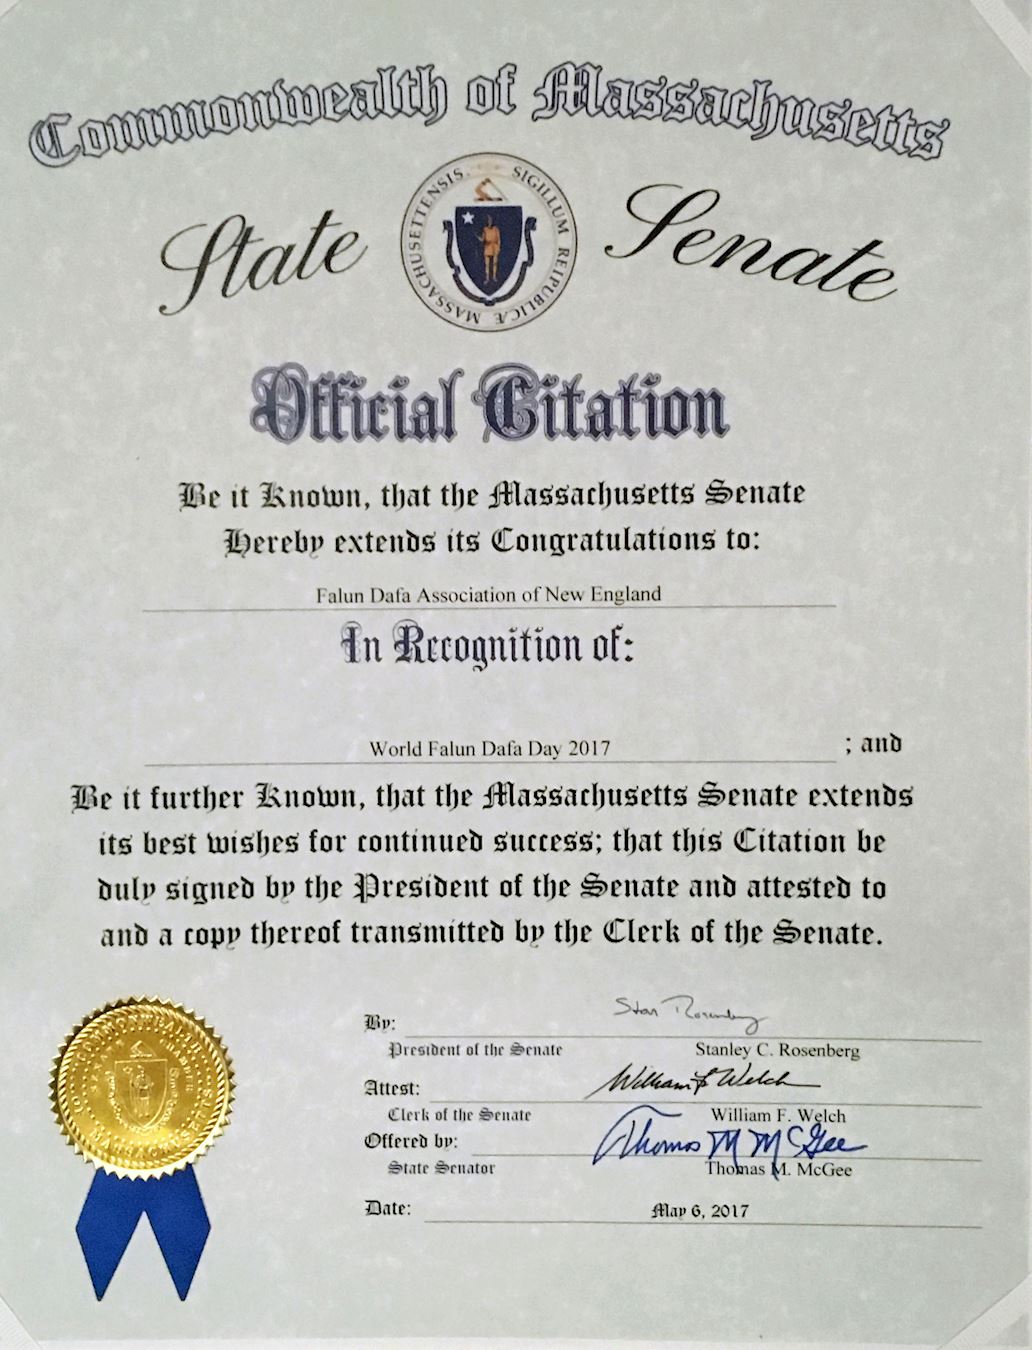 Commonwealth of Massachusetts
State Senate
SIGILLUM REIPUBLICÆ MASSACHUSETTENSIS
Official Citation
Be it Known, that the Massachusetts Senate
Hereby extends its Congratulations to:
Falun Dafa Association of New England
In Recognition of:
World Falun Dafa Day 2017 ; and
Be it further Known, that the Massachusetts Senate extends
its best wishes for continued success; that this Citation be
duly signed by the President of the Senate and attested to
and a copy thereof transmitted by the Clerk of the Senate.
By: Stan Rosenberg
President of the Senate Stanley C. Rosenberg
Attest: William F. Welch
Clerk of the Senate William F. Welch
Offered by: Thomas M McGee
State Senator Thomas M. McGee
Date: May 6, 2017